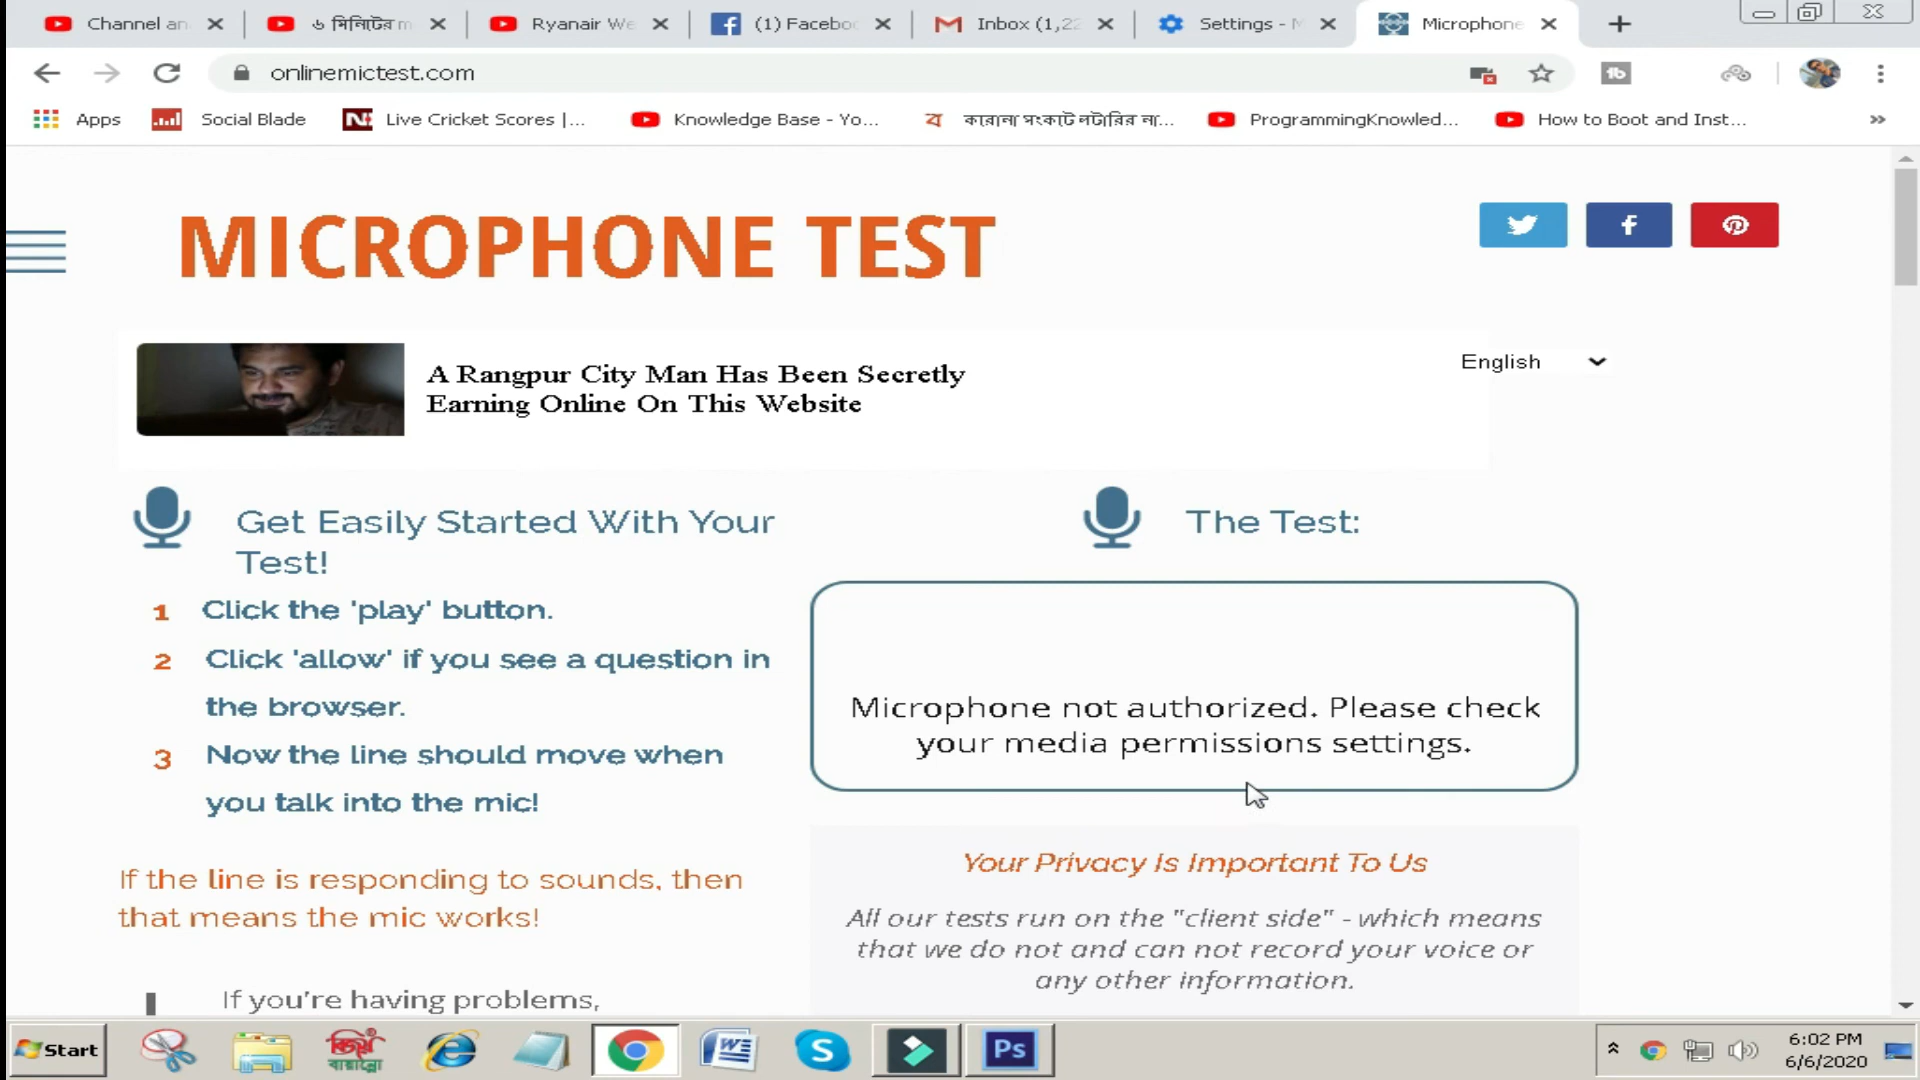 Channel an
৬ মিনিটের ম
Ryanair We
(1) Facebo
Inbox (1,22
Settings - M
Microphone
onlinemictest.com
Apps
Social Blade
Live Cricket Scores |...
Knowledge Base - Yo...
করোনা সংকটে লটারির না...
ProgrammingKnowled...
How to Boot and Inst...
MICROPHONE TEST
A Rangpur City Man Has Been Secretly
Earning Online On This Website
English
Get Easily Started With Your
Test!
1 Click the 'play' button.
2 Click 'allow' if you see a question in
the browser.
3 Now the line should move when
you talk into the mic!
If the line is responding to sounds, then
that means the mic works!
If you're having problems,
The Test:
Microphone not authorized. Please check
your media permissions settings.
Your Privacy Is Important To Us
All our tests run on the "client side" - which means
that we do not and can not record your voice or
any other information.
Start
বিজয়
বায়ান্নো
Ps
6:02 PM
6/6/2020